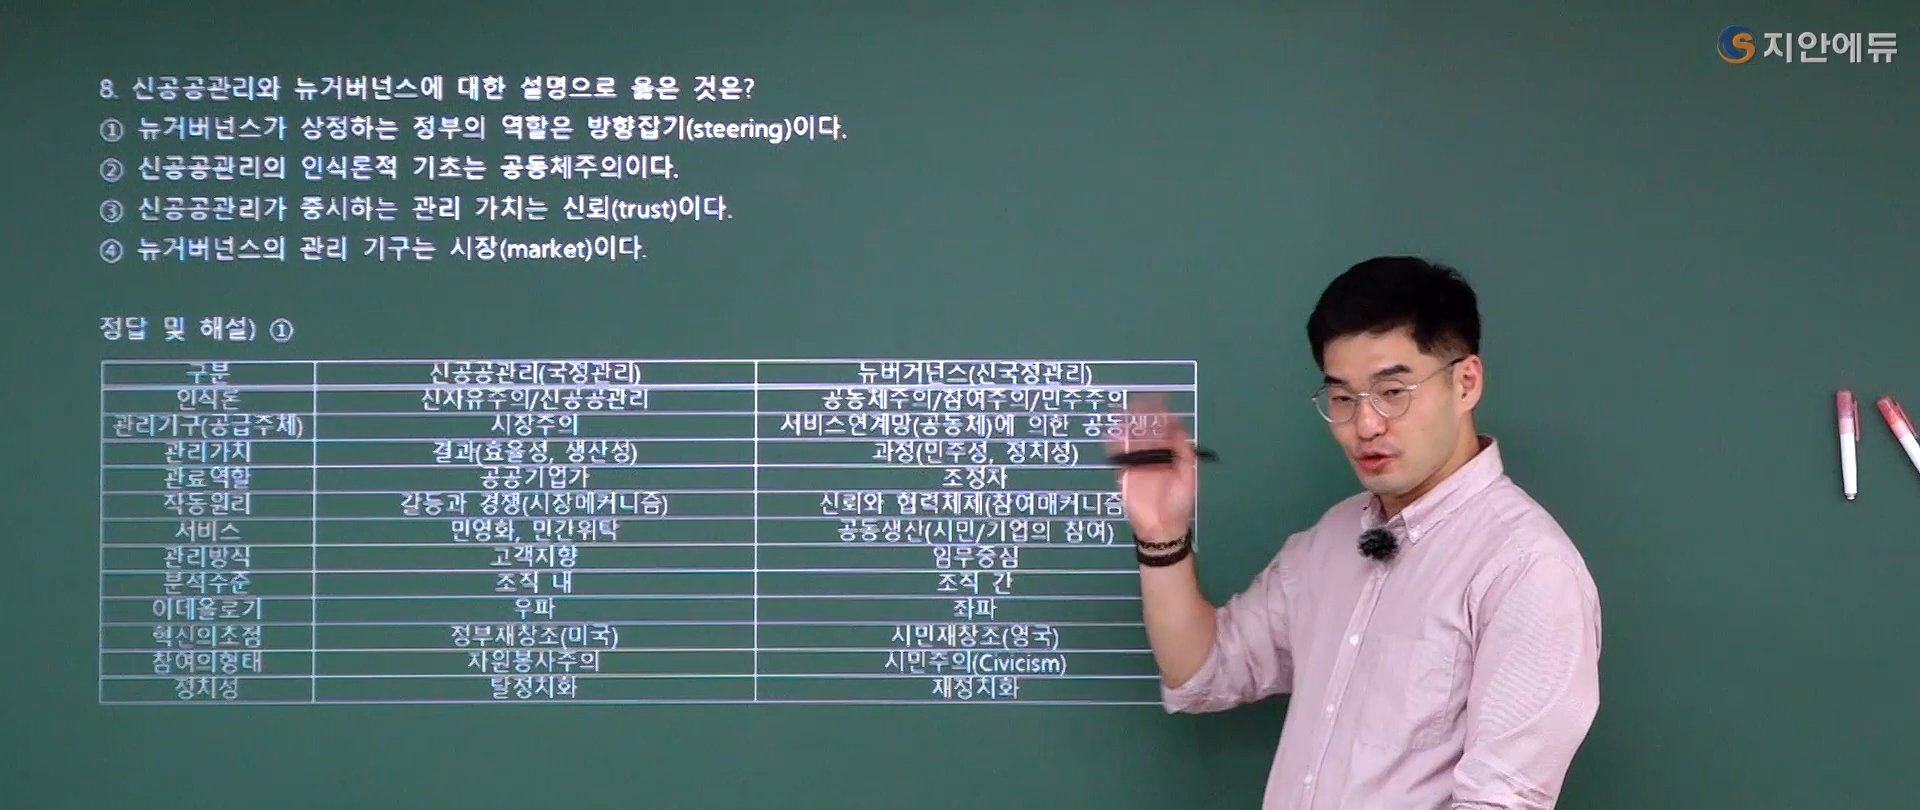 지안에듀
8. 신공공관리와 뉴거버넌스에 대한 설명으로 옳은 것은?
① 뉴거버넌스가 상정하는 정부의 역할은 방향잡기(steering)이다.
② 신공공관리의 인식론적 기초는 공동체주의이다.
③ 신공공관리가 중시하는 관리 가치는 신뢰(trust)이다.
④ 뉴거버넌스의 관리 기구는 시장(market)이다.
정답 및 해설) ①
구분 신공공관리(국정관리) 뉴버거넌스(신국정관리)
인식론 신자유주의/신공공관리 공동체주의/참여주의/민주주의
관리기구(공급주체) 시장주의 서비스연계망(공동체)에 의한 공동생산
관리가치 결과(효율성, 생산성) 과정(민주성, 정치성)
관료역할 공공기업가 조정자
작동원리 갈등과 경쟁(시장메커니즘) 신뢰와 협력체제(참여매커니즘
서비스 민영화, 민간위탁 공동생산(시민/기업의 참여)
관리방식 고객지향 임무중심
분석수준 조직 내 조직 간
이데올로기 우파 좌파
혁신의초점 정부재창조(미국) 시민재창조(영국)
참여의형태 자원봉사주의 시민주의(Civicism)
정치성 탈정치화 재정치화